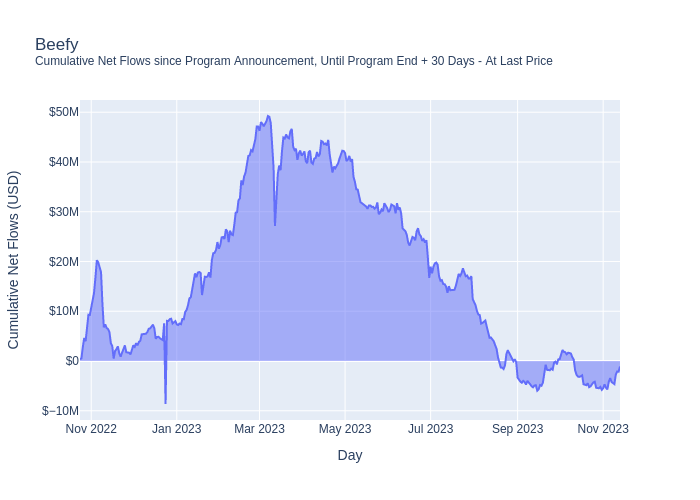 Beefy
Cumulative Net Flows since Program Announcement, Until Program End + 30 Days - At Last Price
$50M
$40M
$30M
$20M
$10M
$0
$−10M
Cumulative Net Flows (USD)
Nov 2022 Jan 2023 Mar 2023 May 2023 Jul 2023 Sep 2023 Nov 2023
Day